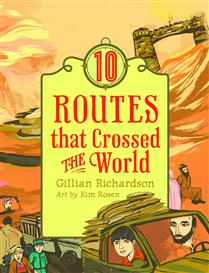 10
ROUTES
that Crossed
THE World
Gillian Richardson
Art by Kim Rosen